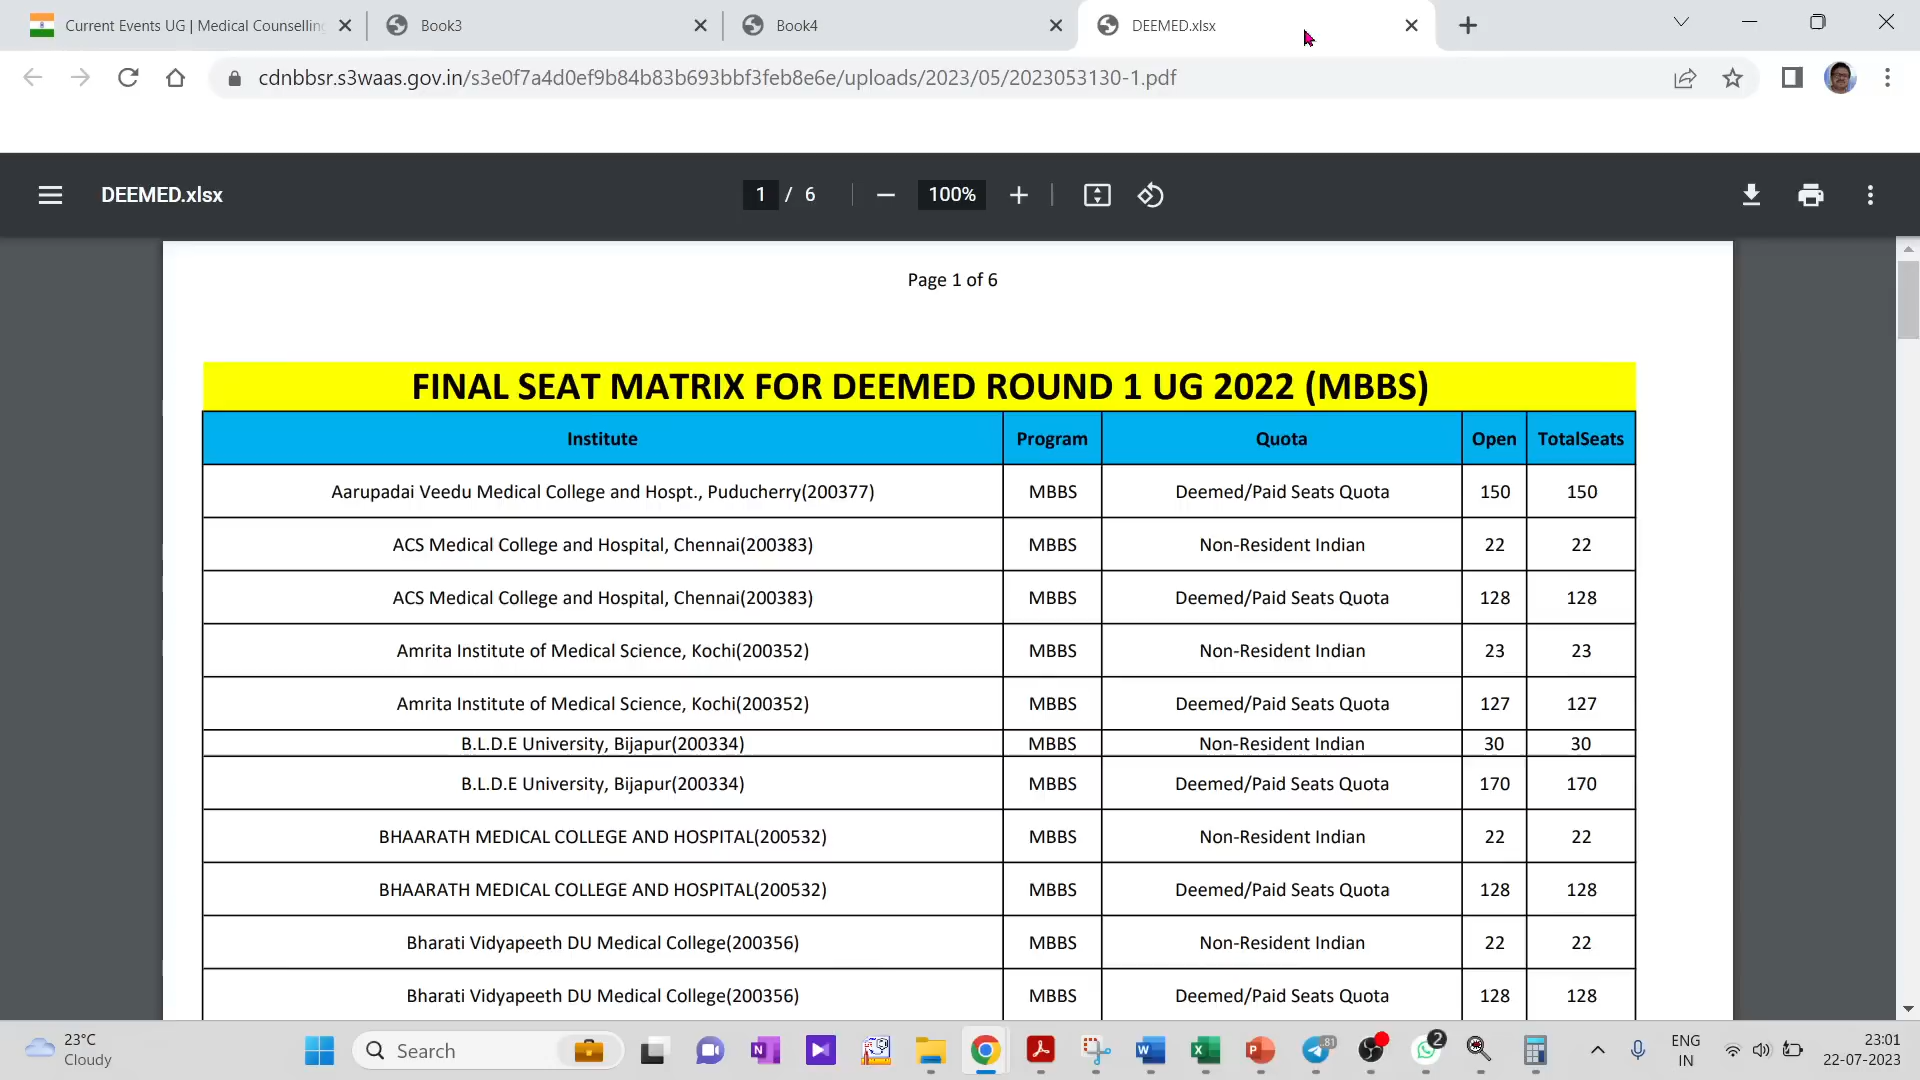 Current Events UG | Medical Counselling
Book3
Book4
DEEMED.xlsx
cdnbbsr.s3waas.gov.in/s3e0f7a4d0ef9b84b83b693bbf3feb8e6e/uploads/2023/05/2023053130-1.pdf
DEEMED.xlsx
1 / 6
100%
Page 1 of 6
FINAL SEAT MATRIX FOR DEEMED ROUND 1 UG 2022 (MBBS)
Institute Program Quota Open TotalSeats
Aarupadai Veedu Medical College and Hospt., Puducherry(200377) MBBS Deemed/Paid Seats Quota 150 150
ACS Medical College and Hospital, Chennai(200383) MBBS Non-Resident Indian 22 22
ACS Medical College and Hospital, Chennai(200383) MBBS Deemed/Paid Seats Quota 128 128
Amrita Institute of Medical Science, Kochi(200352) MBBS Non-Resident Indian 23 23
Amrita Institute of Medical Science, Kochi(200352) MBBS Deemed/Paid Seats Quota 127 127
B.L.D.E University, Bijapur(200334) MBBS Non-Resident Indian 30 30
B.L.D.E University, Bijapur(200334) MBBS Deemed/Paid Seats Quota 170 170
BHAARATH MEDICAL COLLEGE AND HOSPITAL(200532) MBBS Non-Resident Indian 22 22
BHAARATH MEDICAL COLLEGE AND HOSPITAL(200532) MBBS Deemed/Paid Seats Quota 128 128
Bharati Vidyapeeth DU Medical College(200356) MBBS Non-Resident Indian 22 22
Bharati Vidyapeeth DU Medical College(200356) MBBS Deemed/Paid Seats Quota 128 128
23°C
Cloudy
Search
81
2
ENG
IN
23:01
22-07-2023